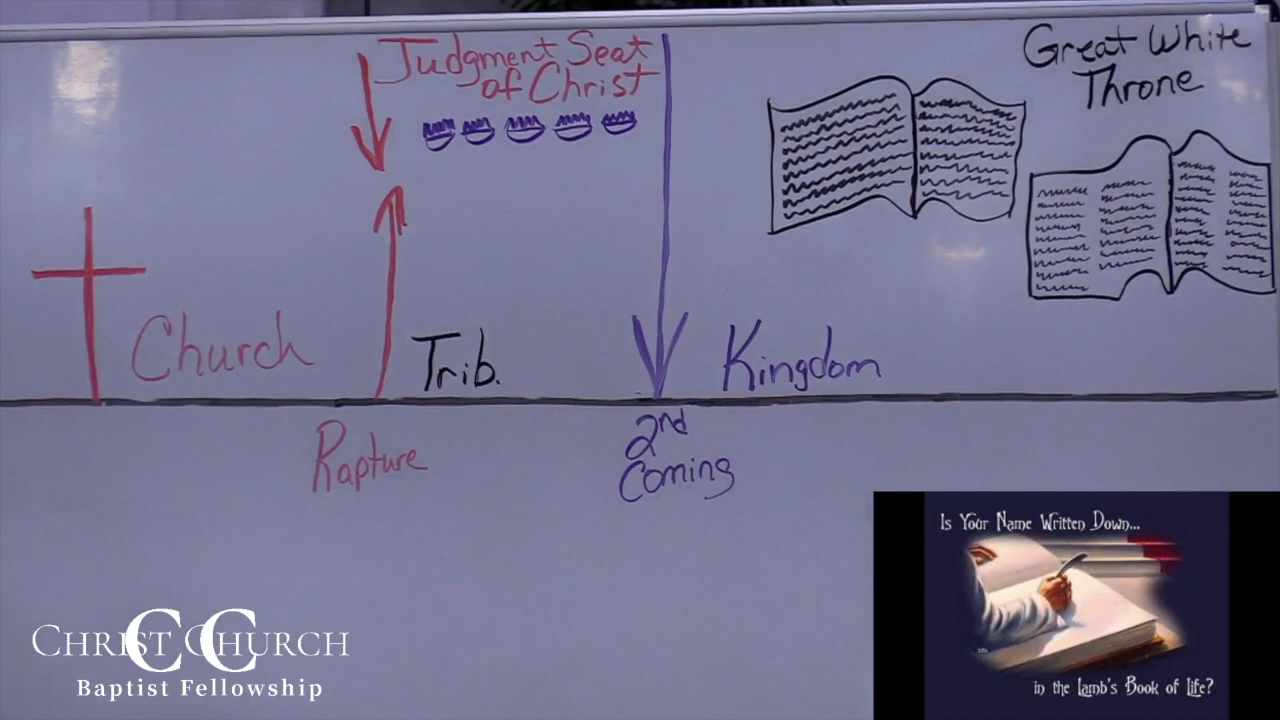 Judgment Seat
of Christ
Great White
Throne
Church
Trib.
Kingdom
Rapture
2nd
Coming
Is Your Name Written Down...
in the Lamb's Book of Life?
CC
Christ Church
Baptist Fellowship